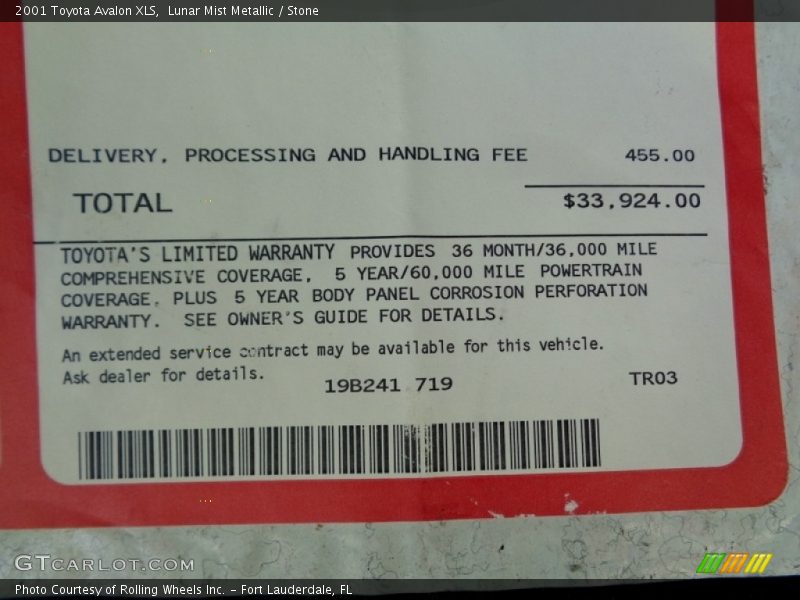 2001 Toyota Avalon XLS,  Lunar Mist Metallic / Stone
DELIVERY, PROCESSING AND HANDLING FEE 455.00
TOTAL $33,924.00
TOYOTA'S LIMITED WARRANTY PROVIDES 36 MONTH/36,000 MILE
COMPREHENSIVE COVERAGE, 5 YEAR/60,000 MILE POWERTRAIN
COVERAGE, PLUS 5 YEAR BODY PANEL CORROSION PERFORATION
WARRANTY. SEE OWNER'S GUIDE FOR DETAILS.
An extended service contract may be available for this vehicle.
Ask dealer for details.
19B241 719 TR03
GTCARLOT.COM
Photo Courtesy of Rolling Wheels Inc. - Fort Lauderdale, FL